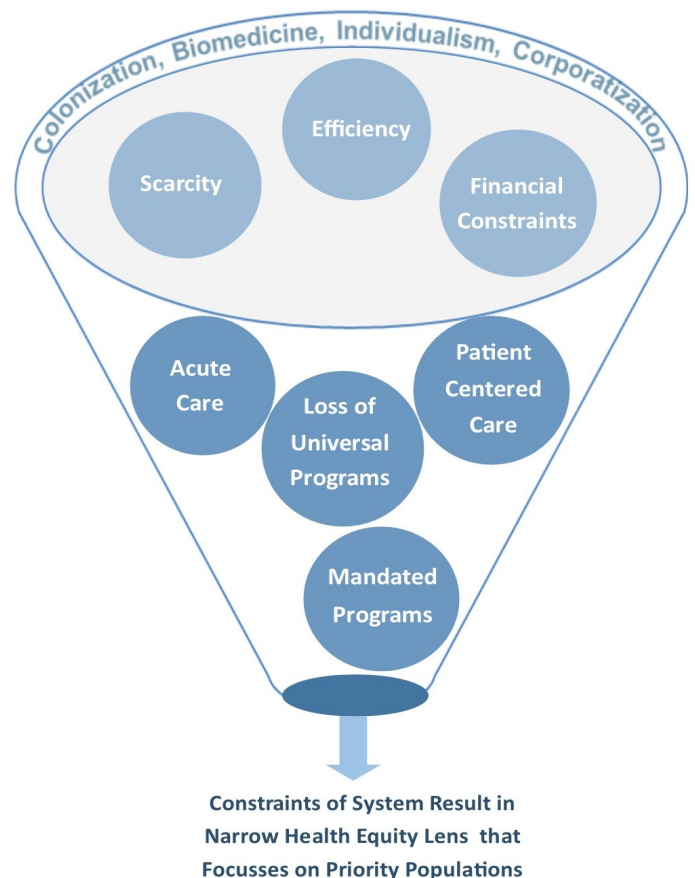 Colonization, Biomedicine, Individualism, Corporatization
Efficiency
Scarcity
Financial
Constraints
Acute
Care
Patient
Centered
Care
Loss of
Universal
Programs
Mandated
Programs
Constraints of System Result in
Narrow Health Equity Lens that
Focusses on Priority Populations